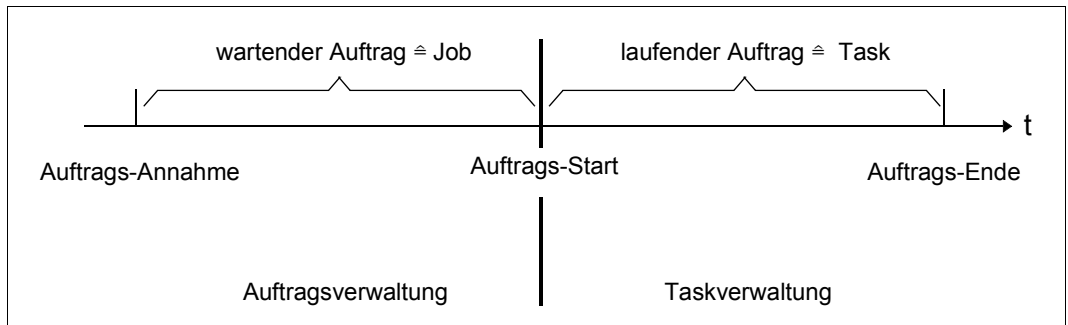 wartender Auftrag ≙ Job
laufender Auftrag ≙ Task
t
Auftrags-Annahme
Auftrags-Start
Auftrags-Ende
Auftragsverwaltung
Taskverwaltung